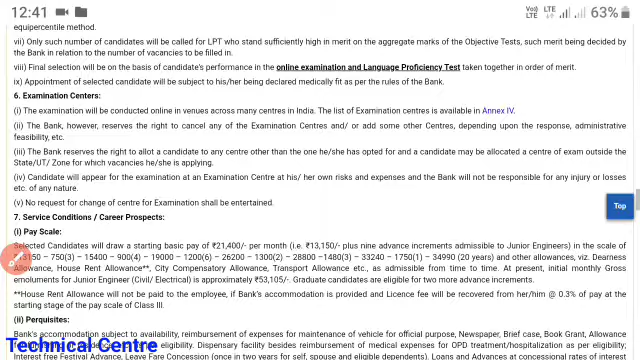 12:41
Vo))
LTE
LTE
63%
equipercentile method.
vii) Only such number of candidates will be called for LPT who stand sufficiently high in merit on the aggregate marks of the Objective Tests, such merit being decided by
the Bank in relation to the number of vacancies to be filled in.
viii) Final selection will be on the basis of candidate's performance in the online examination and Language Proficiency Test taken together in order of merit.
ix) Appointment of selected candidate will be subject to his/her being declared medically fit as per the rules of the Bank.
6. Examination Centers:
(i) The examination will be conducted online in venues across many centres in India. The list of Examination centres is available in Annex IV.
(ii) The Bank, however, reserves the right to cancel any of the Examination Centres and/ or add some other Centres, depending upon the response, administrative
feasibility, etc.
(iii) The Bank reserves the right to allot a candidate to any centre other than the one he/she has opted for and a candidate may be allocated a centre of exam outside the
State/UT/ Zone for which vacancies he/she is applying.
(iv) Candidate will appear for the examination at an Examination Centre at his/ her own risks and expenses and the Bank will not be responsible for any injury or losses
etc. of any nature.
(v) No request for change of centre for Examination shall be entertained.
Top
7. Service Conditions / Career Prospects:
(i) Pay Scale:
Selected Candidates will draw a starting basic pay of ₹21,400/- per month (i.e. ₹13,150/- plus nine advance increments admissible to Junior Engineers) in the scale of
₹13150 – 750(3) – 15400 – 900(4) – 19000 – 1200(6) – 26200 – 1300(2) – 28800 –1480(3) – 33240 – 1750(1) – 34990 (20 years) and other allowances, viz. Dearness
Allowance, House Rent Allowance**, City Compensatory Allowance, Transport Allowance etc., as admissible from time to time. At present, initial monthly Gross
emoluments for Junior Engineer (Civil/ Electrical) is approximately ₹53,105/-. Graduate candidates are eligible for two more advance increments.
**House Rent Allowance will not be paid to the employee, if Bank's accommodation is provided and Licence fee will be recovered from her/him @ 0.3% of pay at the
starting stage of the pay scale of Class III.
(ii) Perquisites:
Bank's accommodation subject to availability, reimbursement of expenses for maintenance of vehicle for official purpose, Newspaper, Brief case, Book Grant, Allowance
for furnishing of residence as per eligibility. Dispensary facility besides reimbursement of medical expenses for OPD treatment/hospitalization as per eligibility;
Interest free Festival Advance, Leave Fare Concession (once in two years for self, spouse and eligible dependents). Loans and Advances at concessional rates of interest
Technical Centre